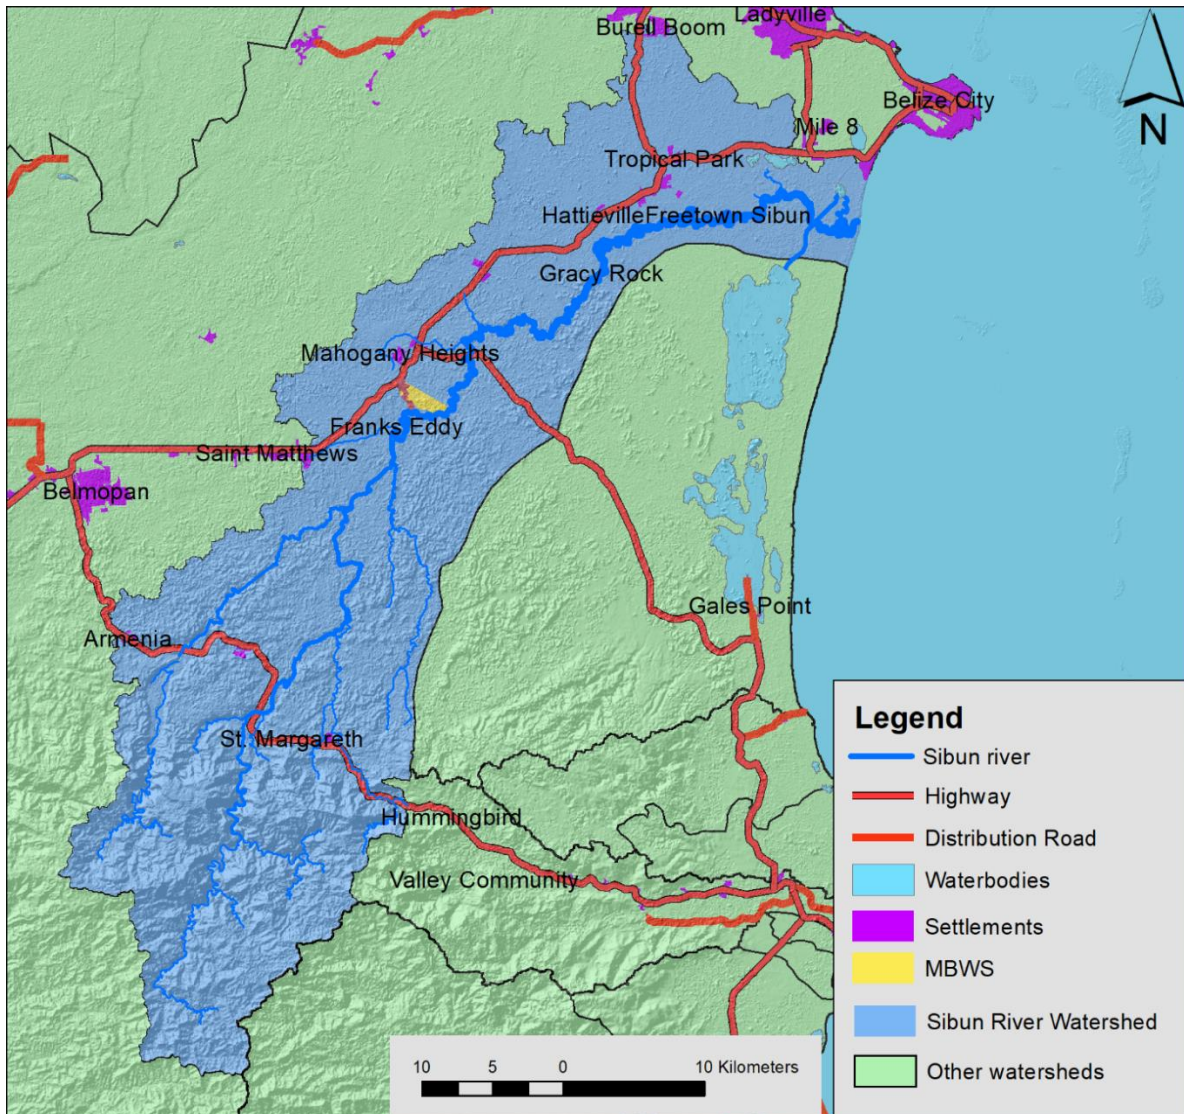 Ladyville
Burell Boom
Belize City
Mile 8
N
Tropical Park
HattievilleFreetown Sibun
Gracy Rock
Mahogany Heights
Franks Eddy
Saint Matthews
Belmopan
Gales Point
Armenia
St. Margareth
Hummingbird
Valley Community
Legend
Sibun river
Highway
Distribution Road
Waterbodies
Settlements
MBWS
Sibun River Watershed
Other watersheds
10 5 0 10 Kilometers